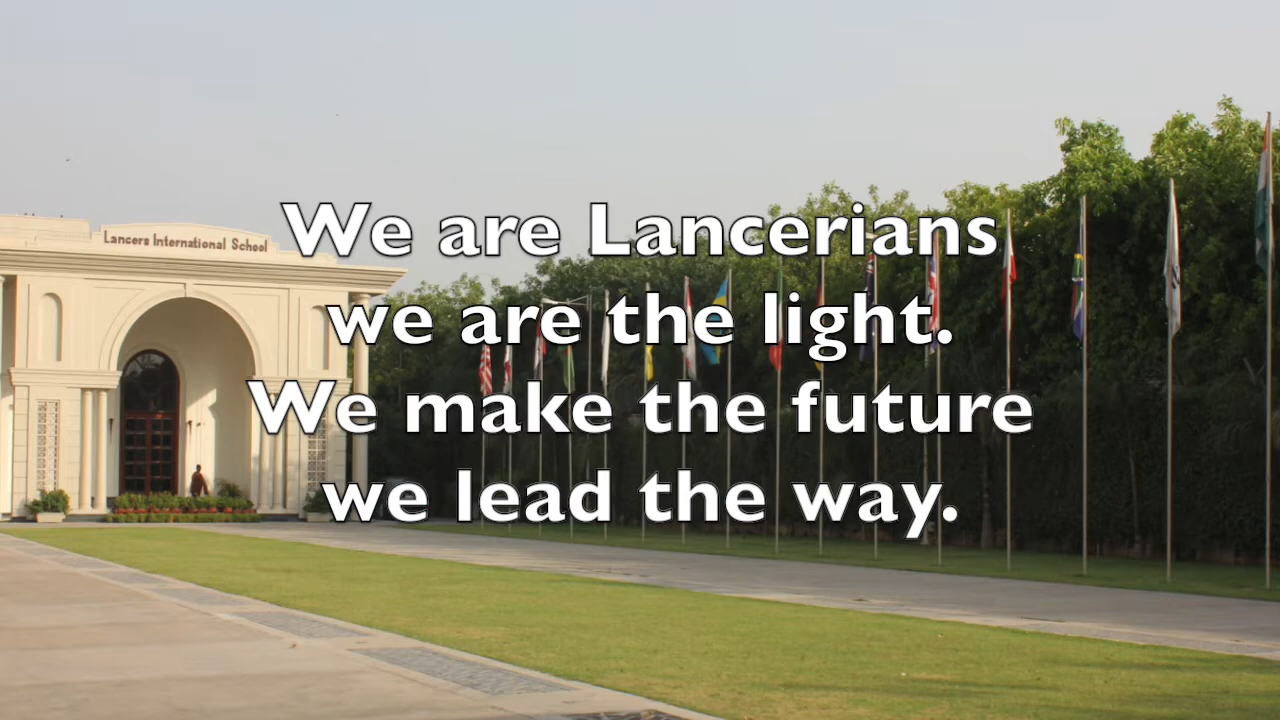 Lancers International School
We are Lancerians
we are the light.
We make the future
we lead the way.